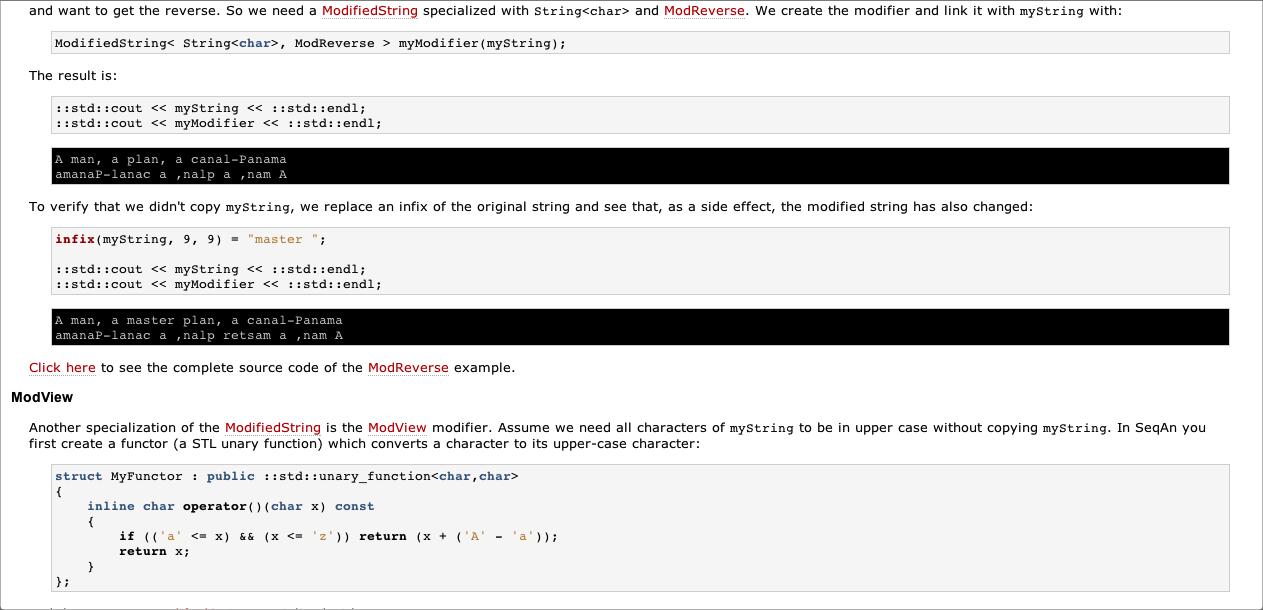 and want to get the reverse. So we need a ModifiedString specialized with String<char> and ModReverse. We create the modifier and link it with myString with:
ModifiedString< String<char>, ModReverse > myModifier(myString);
The result is:
::std::cout << myString << ::std::endl;
::std::cout << myModifier << ::std::endl;
A man, a plan, a canal-Panama
amanaP-lanac a ,nalp a ,nam A
To verify that we didn't copy myString, we replace an infix of the original string and see that, as a side effect, the modified string has also changed:
infix(myString, 9, 9) = "master ";
::std::cout << myString << ::std::endl;
::std::cout << myModifier << ::std::endl;
A man, a master plan, a canal-Panama
amanaP-lanac a ,nalp retsam a ,nam A
Click here to see the complete source code of the ModReverse example.
ModView
Another specialization of the ModifiedString is the ModView modifier. Assume we need all characters of myString to be in upper case without copying myString. In SeqAn you
first create a functor (a STL unary function) which converts a character to its upper-case character:
struct MyFunctor : public ::std::unary_function<char,char>
{
    inline char operator()(char x) const
    {
        if (('a' <= x) && (x <= 'z')) return (x + ('A' - 'a'));
        return x;
    }
};